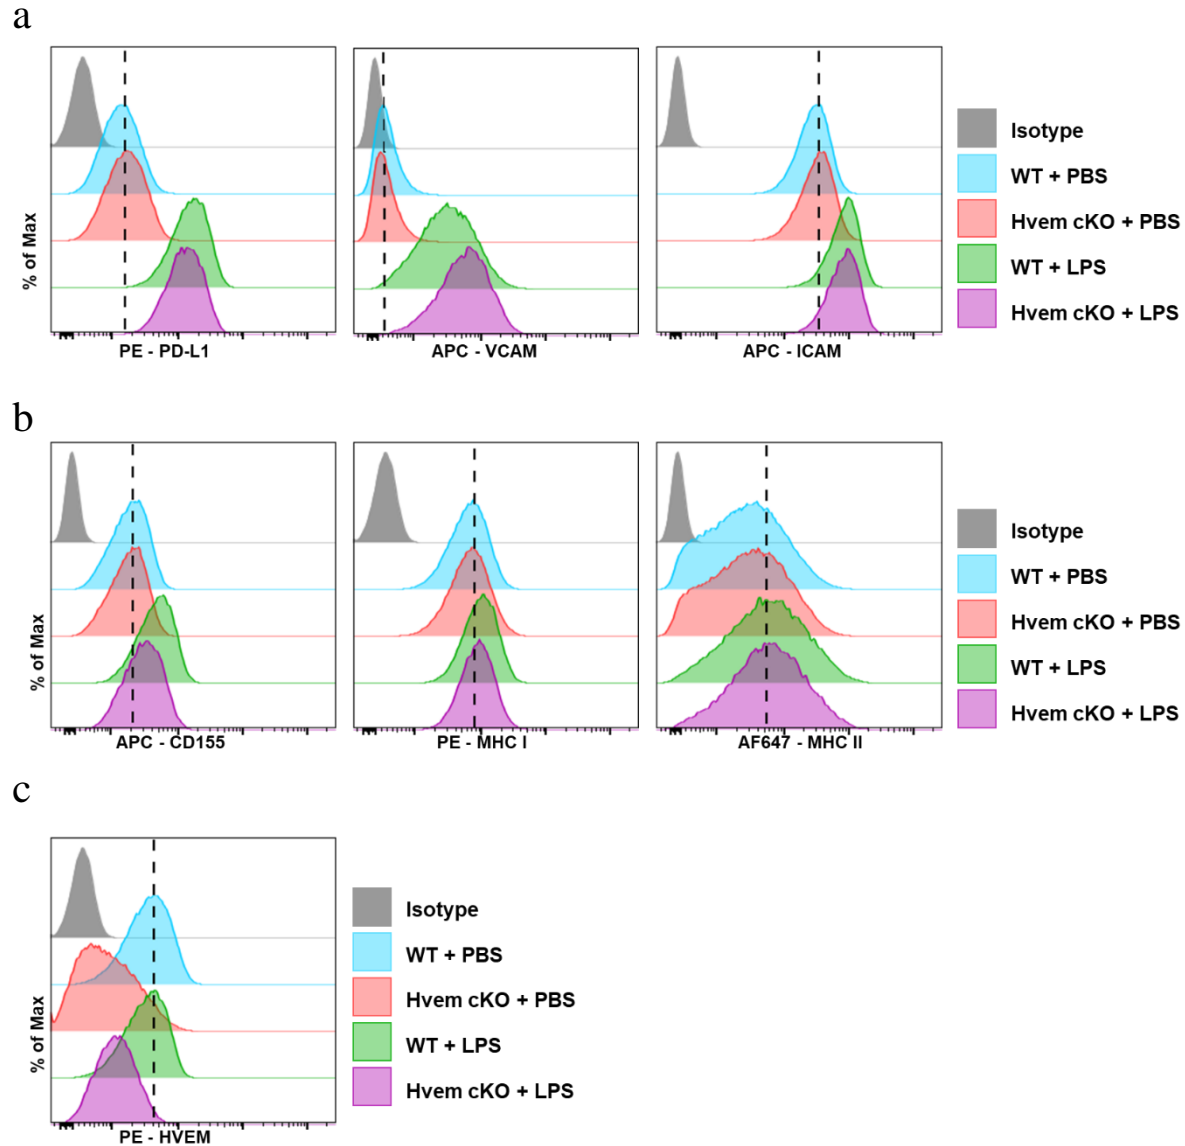 a
% of Max
PE - PD-L1
APC - VCAM
APC - ICAM
Isotype
WT + PBS
Hvem cKO + PBS
WT + LPS
Hvem cKO + LPS
b
% of Max
APC - CD155
PE - MHC I
AF647 - MHC II
Isotype
WT + PBS
Hvem cKO + PBS
WT + LPS
Hvem cKO + LPS
c
% of Max
PE - HVEM
Isotype
WT + PBS
Hvem cKO + PBS
WT + LPS
Hvem cKO + LPS